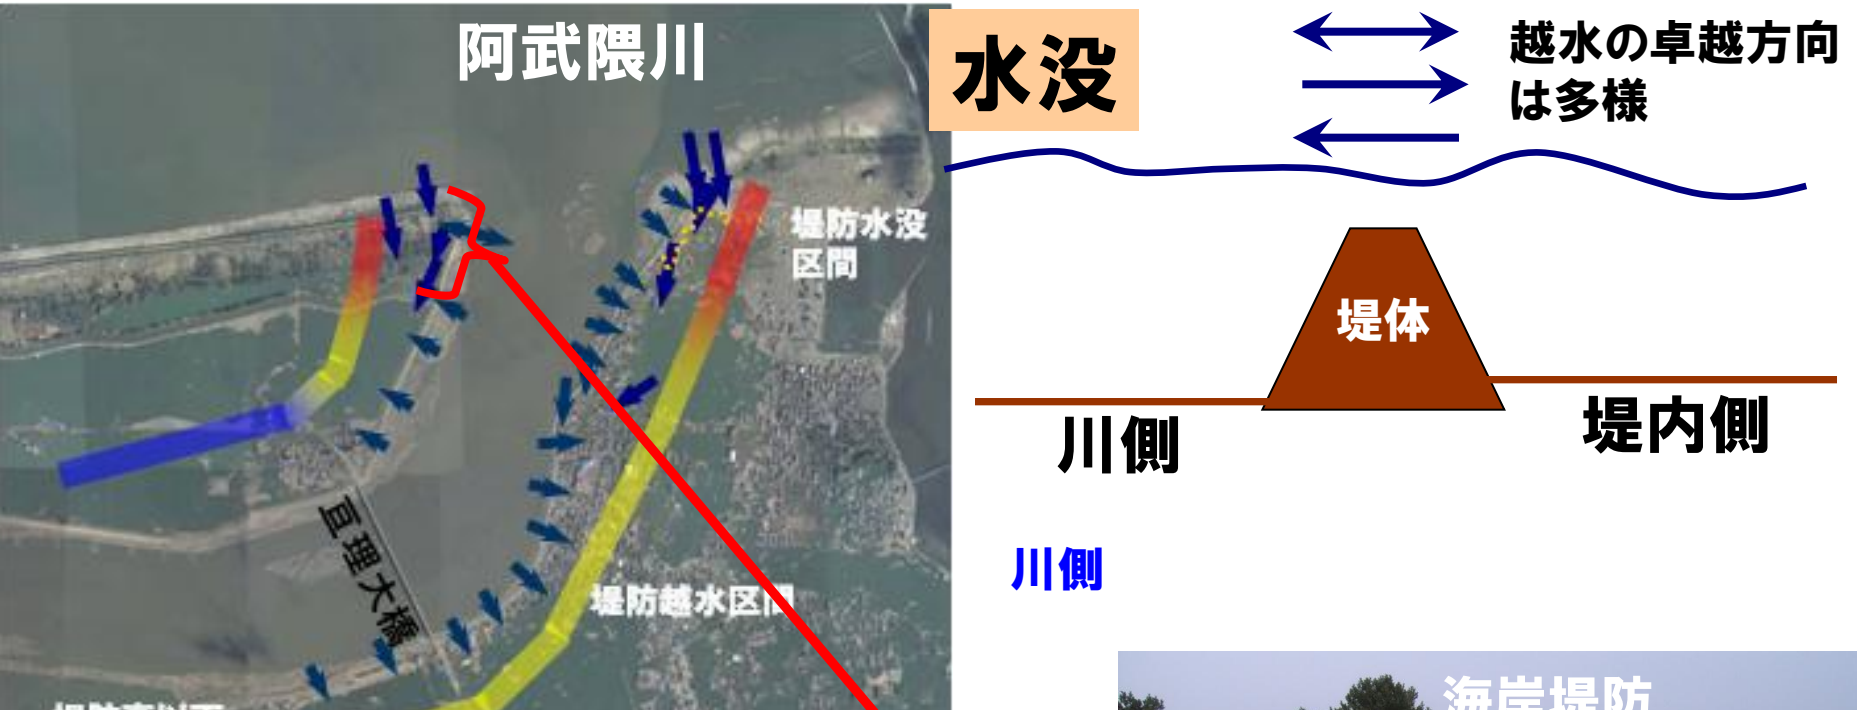 阿武隈川
水没
越水の卓越方向
は多様
堤防水没
区間
堤体
川側
堤内側
亘理大橋
川側
堤防越水区間
海岸堤防